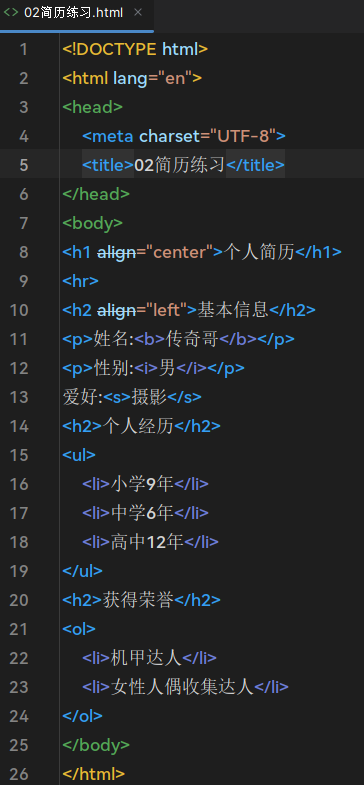 <> 02简历练习.html ×
1 <!DOCTYPE html>
2 <html lang="en">
3 <head>
4     <meta charset="UTF-8">
5     <title>02简历练习</title>
6 </head>
7 <body>
8 <h1 align="center">个人简历</h1>
9 <hr>
10 <h2 align="left">基本信息</h2>
11 <p>姓名:<b>传奇哥</b></p>
12 <p>性别:<i>男</i></p>
13 爱好:<s>摄影</s>
14 <h2>个人经历</h2>
15 <ul>
16     <li>小学9年</li>
17     <li>中学6年</li>
18     <li>高中12年</li>
19 </ul>
20 <h2>获得荣誉</h2>
21 <ol>
22     <li>机甲达人</li>
23     <li>女性人偶收集达人</li>
24 </ol>
25 </body>
26 </html>